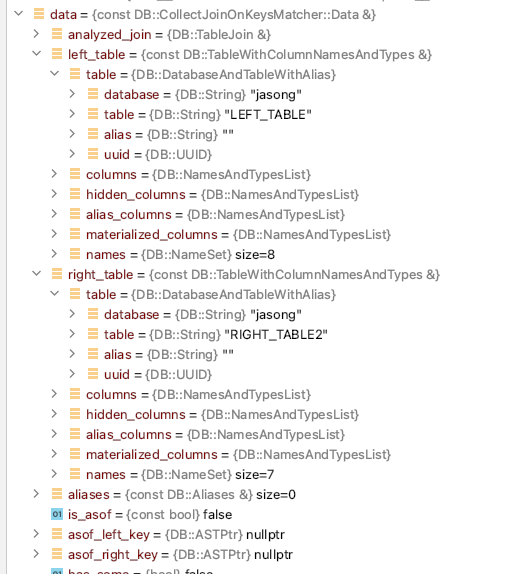 data = {const DB::CollectJoinOnKeysMatcher::Data &}
analyzed_join = {DB::TableJoin &}
left_table = {const DB::TableWithColumnNamesAndTypes &}
table = {DB::DatabaseAndTableWithAlias}
database = {DB::String} "jasong"
table = {DB::String} "LEFT_TABLE"
alias = {DB::String} ""
uuid = {DB::UUID}
columns = {DB::NamesAndTypesList}
hidden_columns = {DB::NamesAndTypesList}
alias_columns = {DB::NamesAndTypesList}
materialized_columns = {DB::NamesAndTypesList}
names = {DB::NameSet} size=8
right_table = {const DB::TableWithColumnNamesAndTypes &}
table = {DB::DatabaseAndTableWithAlias}
database = {DB::String} "jasong"
table = {DB::String} "RIGHT_TABLE2"
alias = {DB::String} ""
uuid = {DB::UUID}
columns = {DB::NamesAndTypesList}
hidden_columns = {DB::NamesAndTypesList}
alias_columns = {DB::NamesAndTypesList}
materialized_columns = {DB::NamesAndTypesList}
names = {DB::NameSet} size=7
aliases = {const DB::Aliases &} size=0
01 is_asof = {const bool} false
asof_left_key = {DB::ASTPtr} nullptr
asof_right_key = {DB::ASTPtr} nullptr
01 has_some = {bool} false